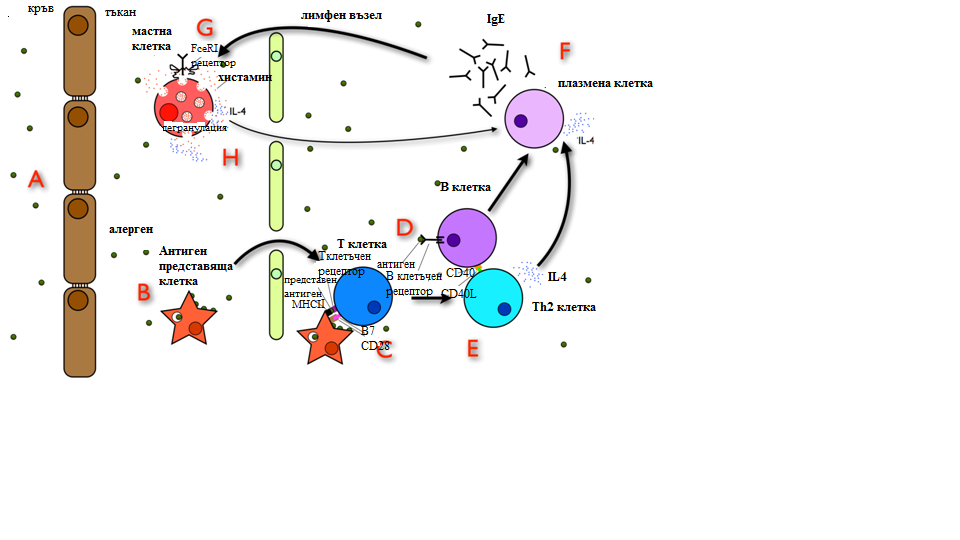 кръв
тъкан
лимфен възел
IgE
мастна
клетка
G
FceRI
рецептор
хистамин
F
плазмена клетка
IL-4
дегранулация
IL-4
H
A
В клетка
алерген
D
Антиген
представяща
клетка
Т клетка
Т клетъчен
рецептор
антиген
В клетъчен
рецептор
CD40
CD40L
IL4
Th2 клетка
представен
антиген
MHCII
B
B7
CD28
C
E